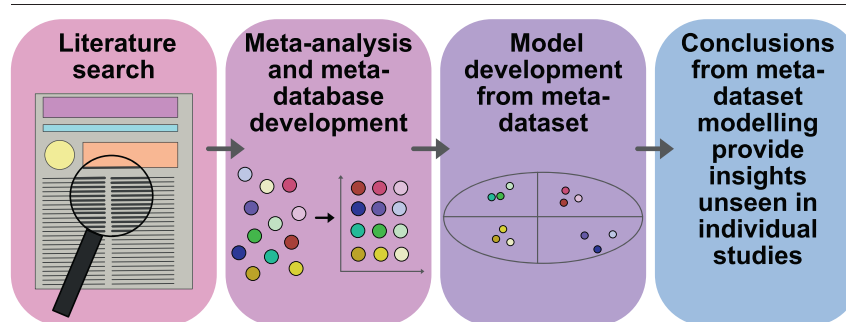 Literature
search
Meta-analysis
and meta-
database
development
Model
development
from meta-
dataset
Conclusions
from meta-
dataset
modelling
provide
insights
unseen in
individual
studies